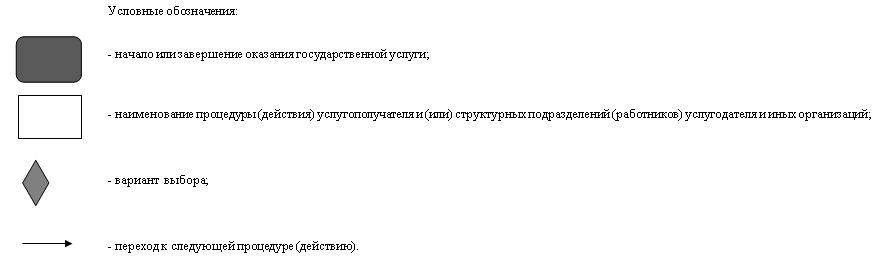 Условные обозначения:
- начало или завершение оказания государственной услуги;
- наименование процедуры (действия) услугополучателя и (или) структурных подразделений (работников) услугодателя и иных организаций;
- вариант выбора;
- переход к следующей процедуре (действию).